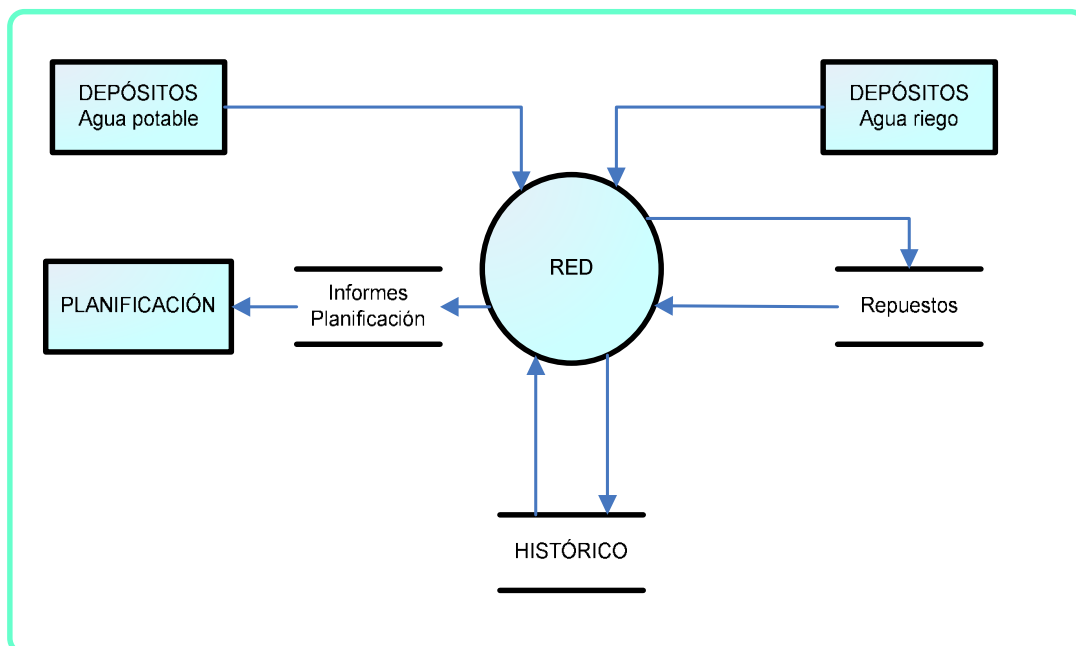 DEPÓSITOS
Agua potable
DEPÓSITOS
Agua riego
RED
PLANIFICACIÓN
Informes
Planificación
Repuestos
HISTÓRICO